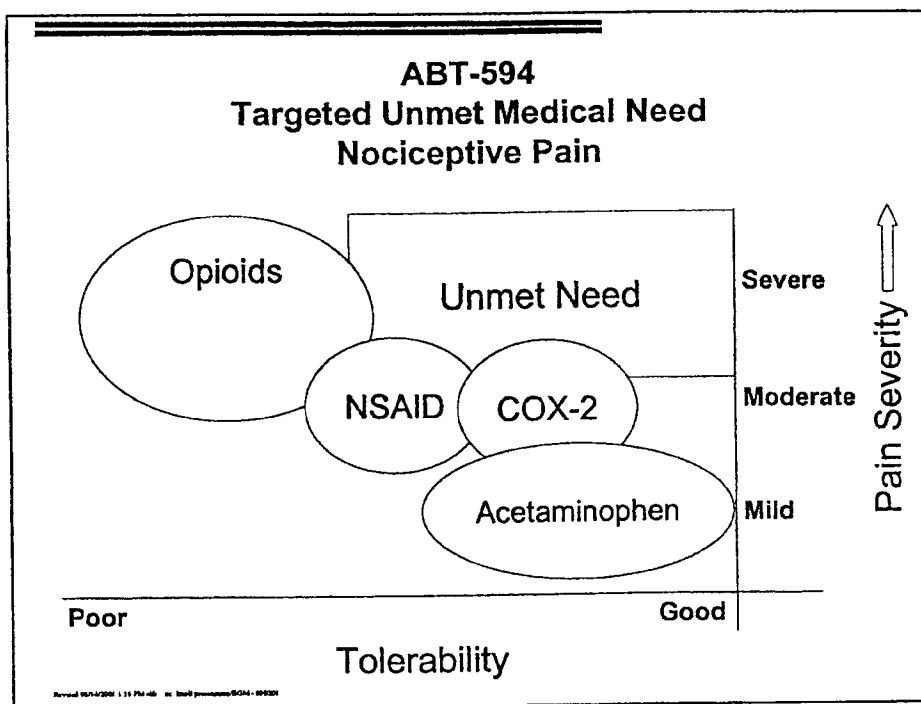 ABT-594
Targeted Unmet Medical Need
Nociceptive Pain
Opioids
Unmet Need
Severe
NSAID
COX-2
Moderate
Acetaminophen
Mild
Pain Severity
Poor
Good
Tolerability